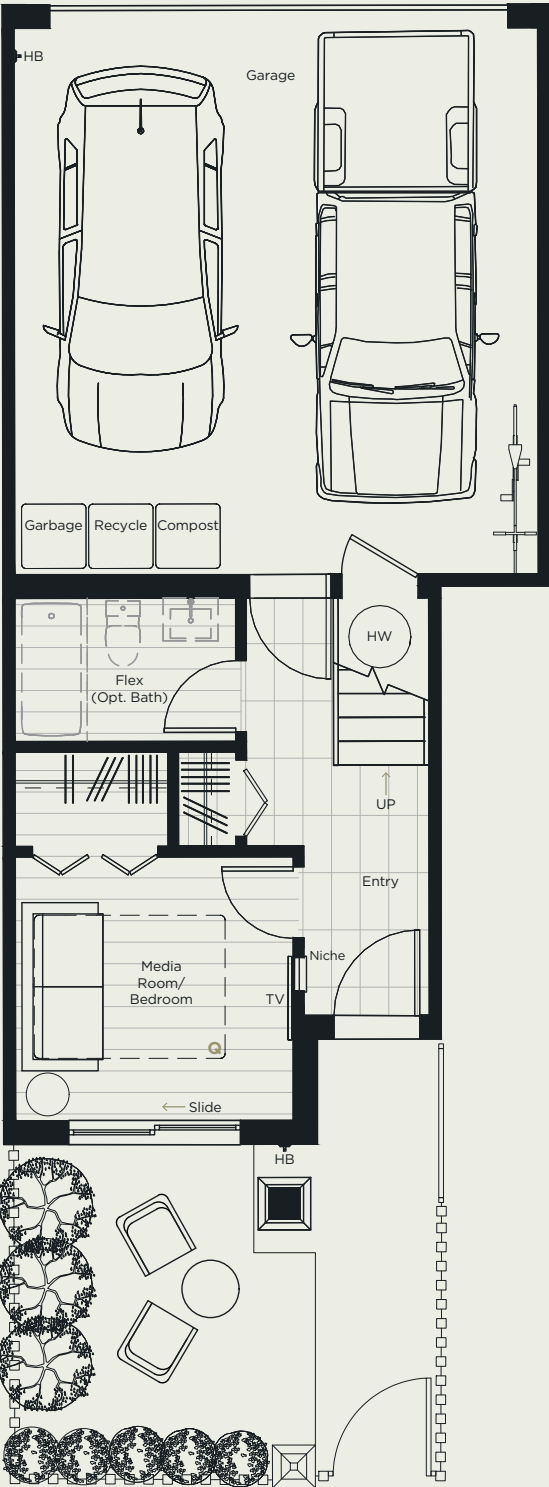 HB
Garage
Garbage
Recycle
Compost
HW
Flex
(Opt. Bath)
UP
Entry
Niche
Media
Room/
Bedroom
TV
Q
Slide
HB